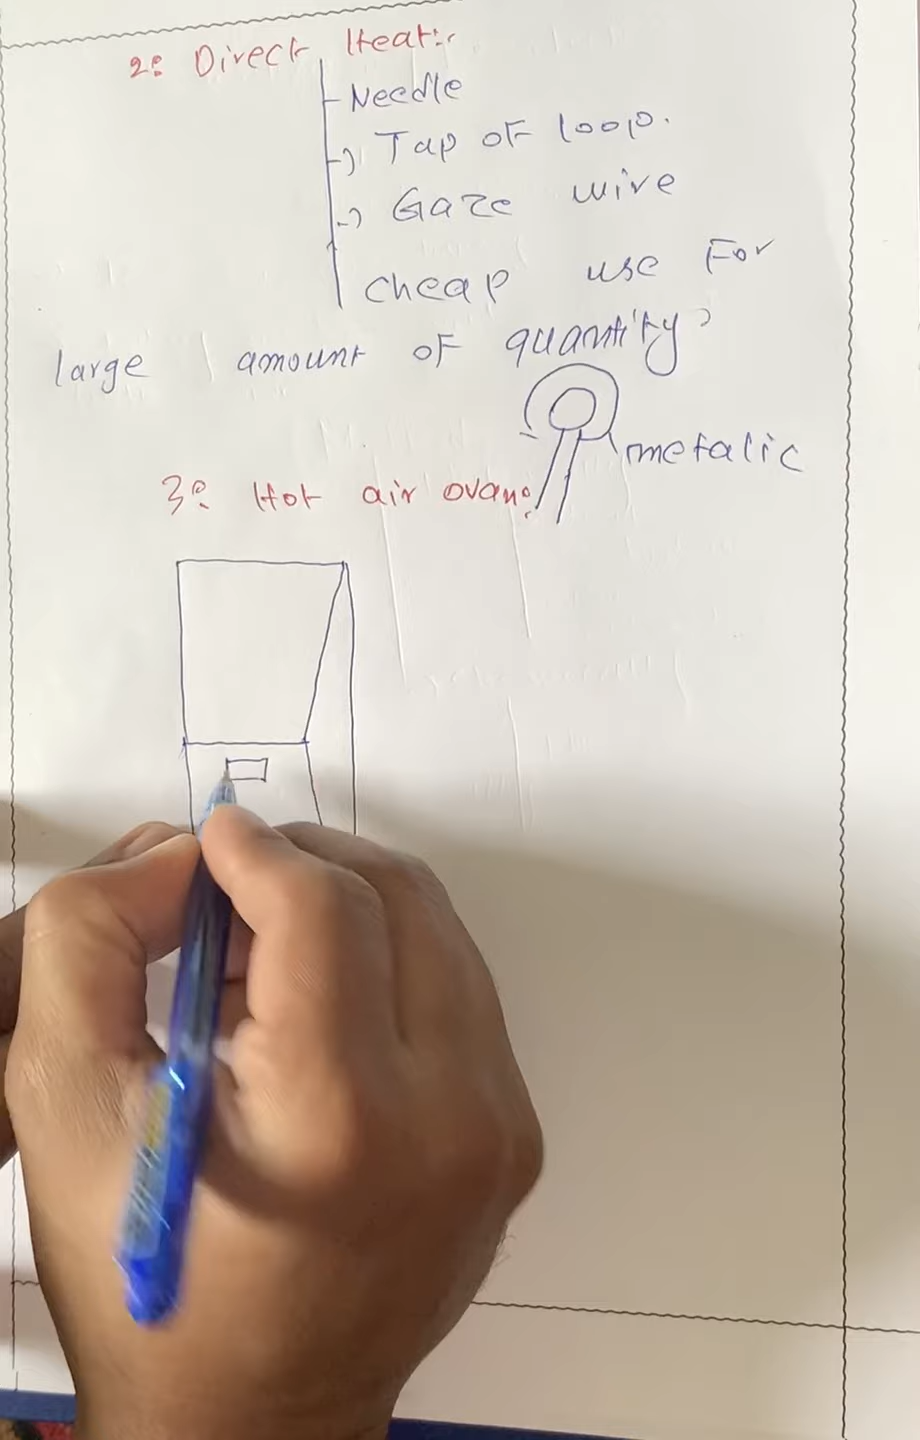 2: Direct Heat:-
- Needle
-) Tap of loop.
-) Gaze wire
cheap use For
large amount of quantity
metalic
3: Hot air ovan: